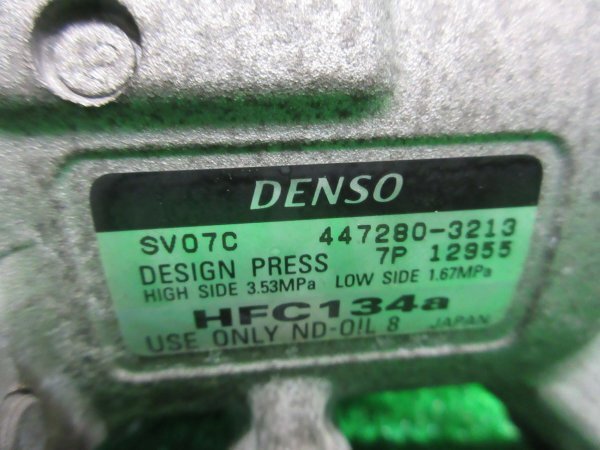 DENSO
SV07C 447280-3213
7P 12955
DESIGN PRESS
HIGH SIDE 3.53MPa LOW SIDE 1.67MPa
HFC134a
USE ONLY ND-OIL 8 JAPAN